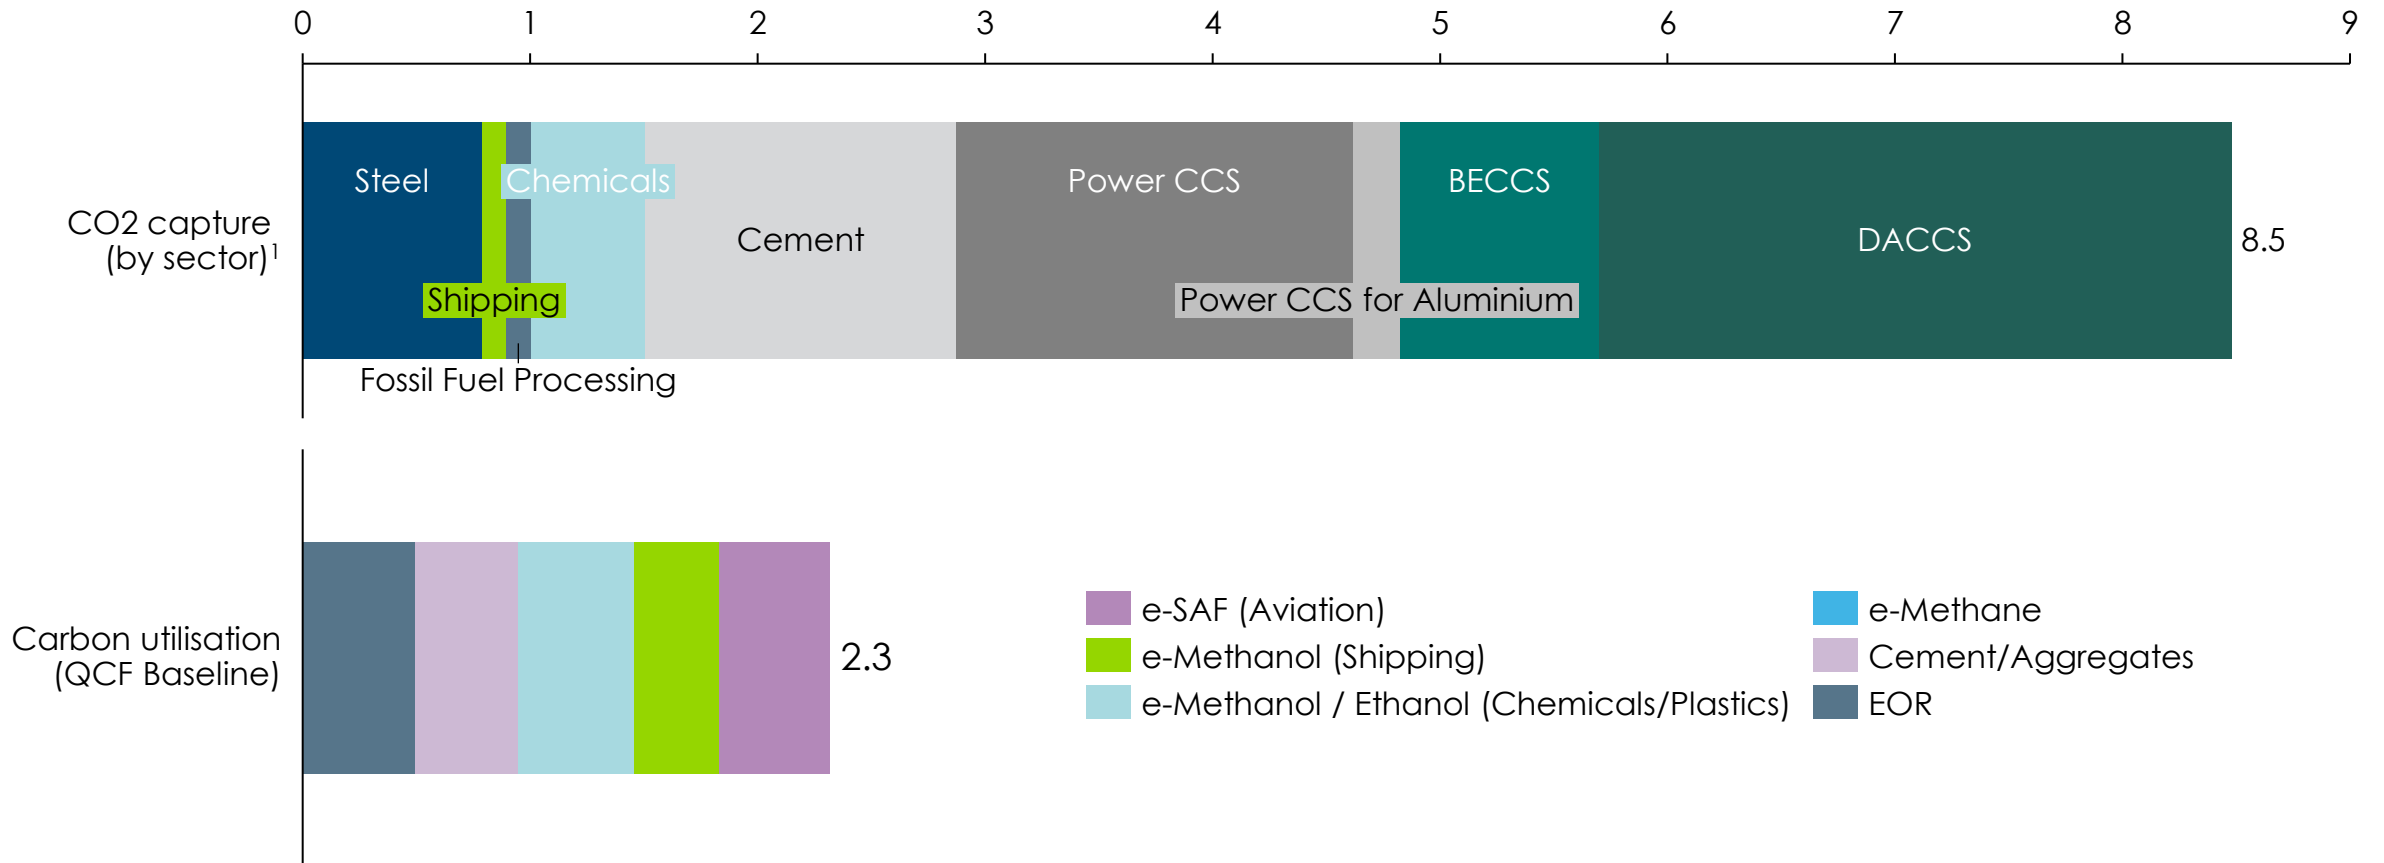 0 1 2 3 4 5 6 7 8 9
Steel
Chemicals
Power CCS
BECCS
CO2 capture
(by sector)¹
Cement
DACCS
8.5
Shipping
Power CCS for Aluminium
Fossil Fuel Processing
Carbon utilisation
(QCF Baseline)
2.3
e-SAF (Aviation)
e-Methanol (Shipping)
e-Methanol / Ethanol (Chemicals/Plastics)
e-Methane
Cement/Aggregates
EOR